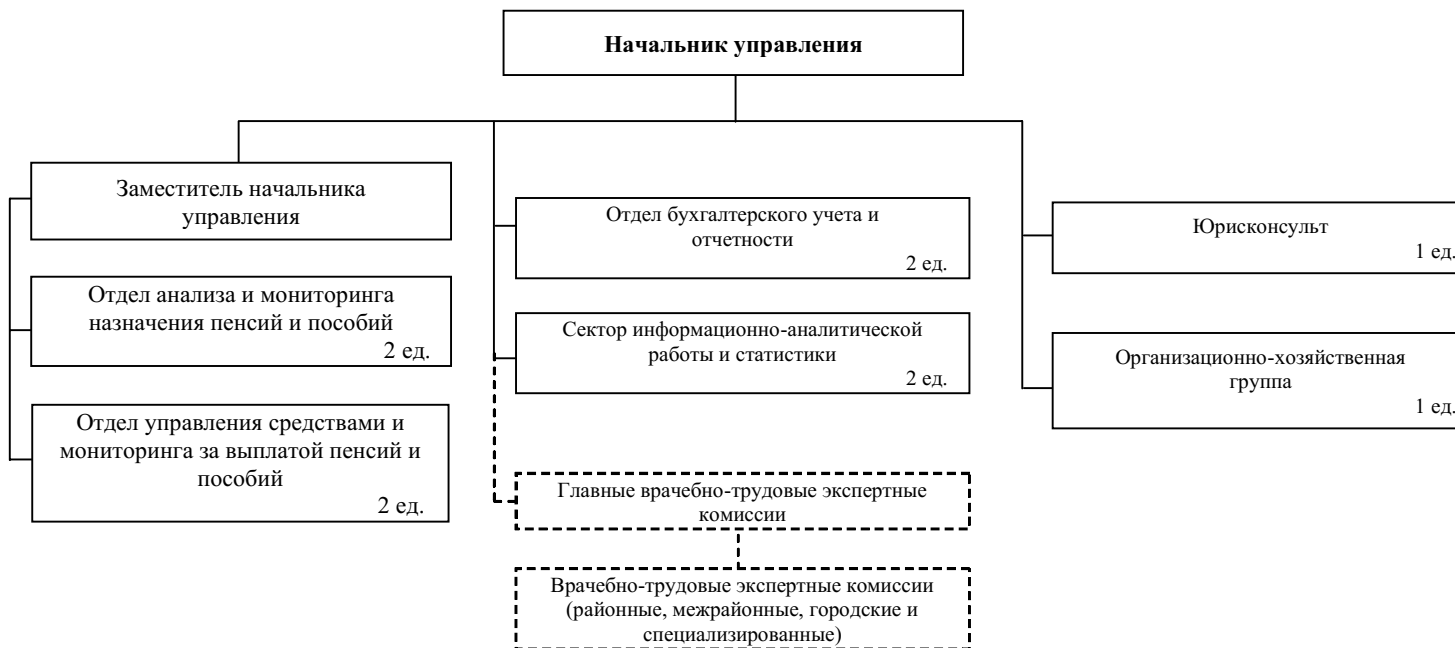 Начальник управления
Заместитель начальника
управления
Отдел анализа и мониторинга
назначения пенсий и пособий
2 ед.
Отдел управления средствами и
мониторинга за выплатой пенсий и
пособий
2 ед.
Отдел бухгалтерского учета и
отчетности
2 ед.
Сектор информационно-аналитической
работы и статистики
2 ед.
Главные врачебно-трудовые экспертные
комиссии
Врачебно-трудовые экспертные комиссии
(районные, межрайонные, городские и
специализированные)
Юрисконсульт
1 ед.
Организационно-хозяйственная
группа
1 ед.